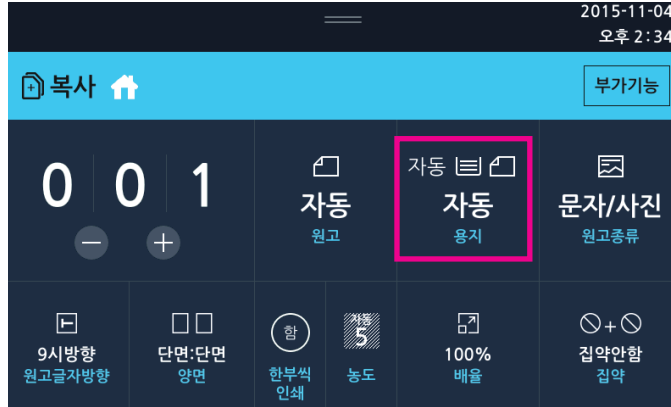 2015-11-04
오후 2:34
복사
부가기능
0 0 1
자동
원고
자동
자동
용지
문자/사진
원고종류
9시방향
원고글자방향
단면:단면
양면
함
한부씩
인쇄
자동
5
농도
100%
배율
집약안함
집약